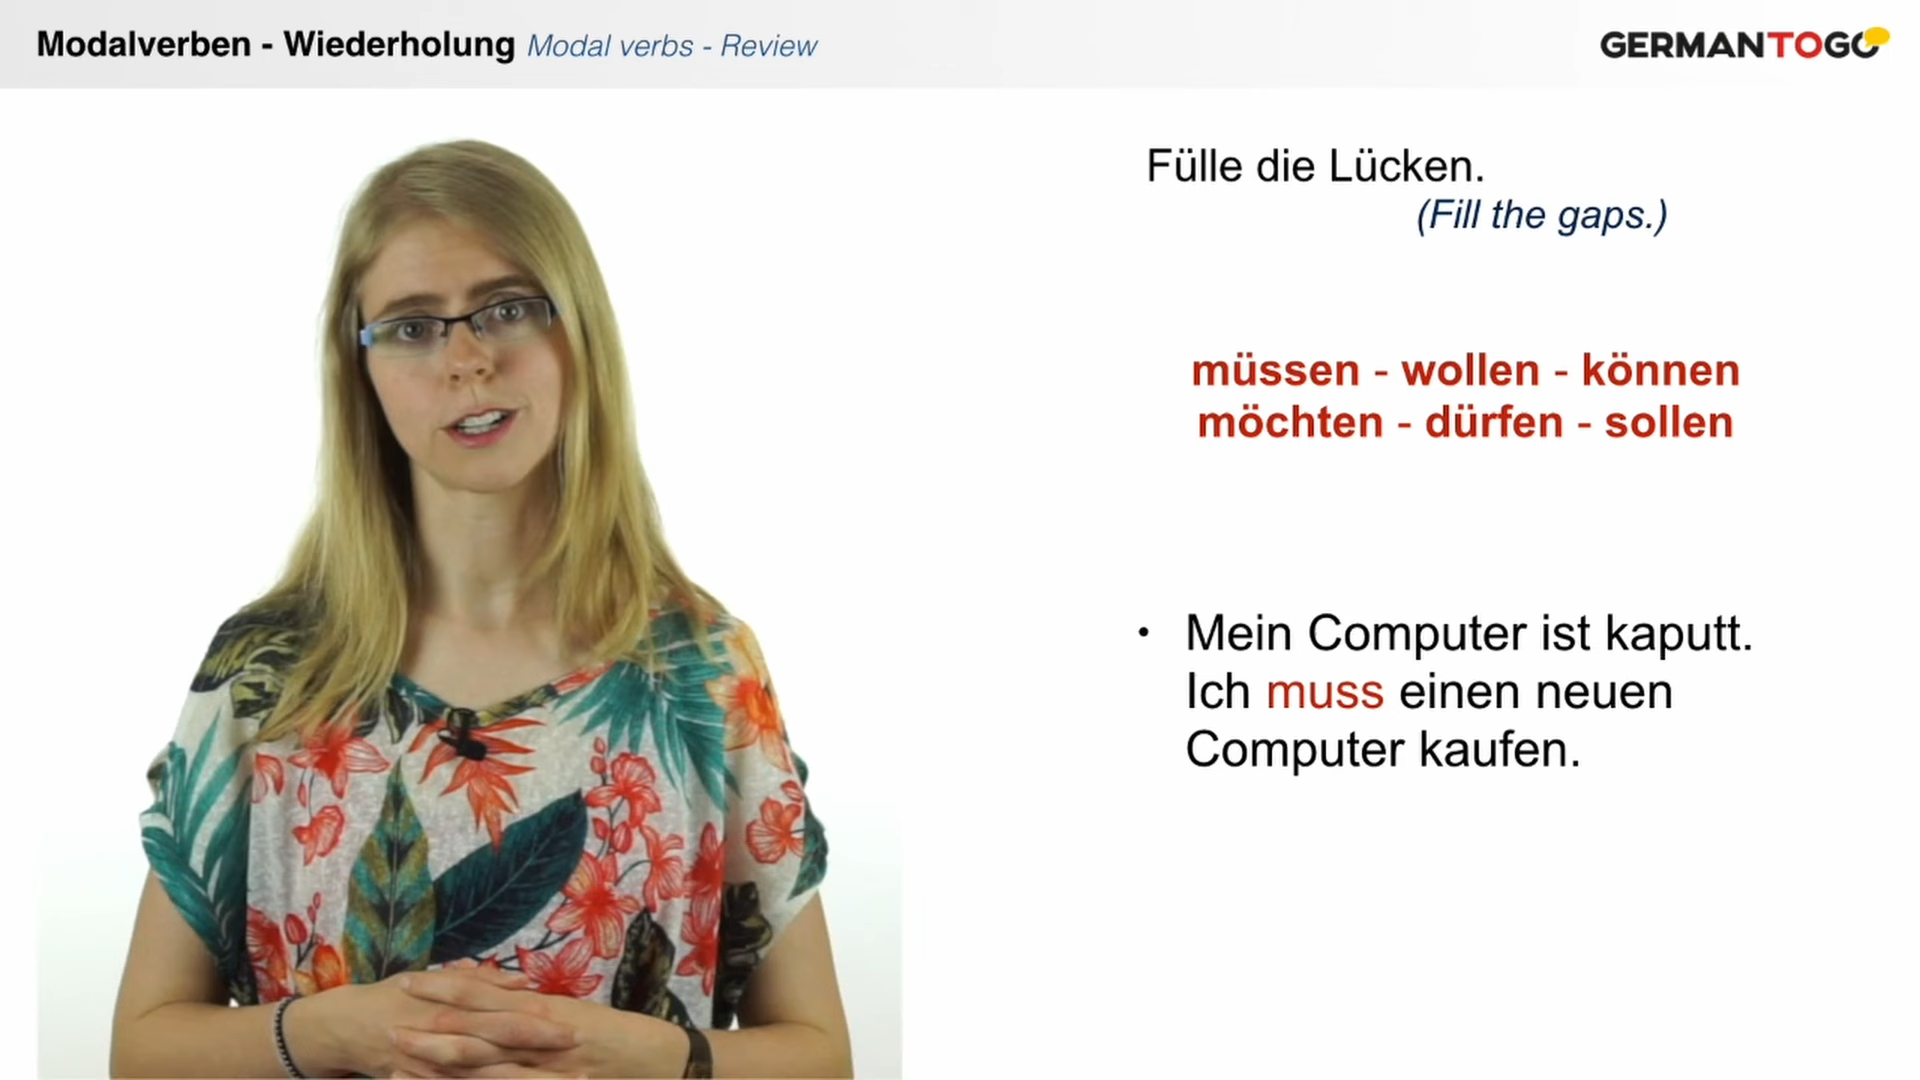 Modalverben - Wiederholung Modal verbs - Review
GERMANTOGO
Fülle die Lücken.
(Fill the gaps.)
müssen - wollen - können
möchten - dürfen - sollen
• Mein Computer ist kaputt.
Ich muss einen neuen
Computer kaufen.